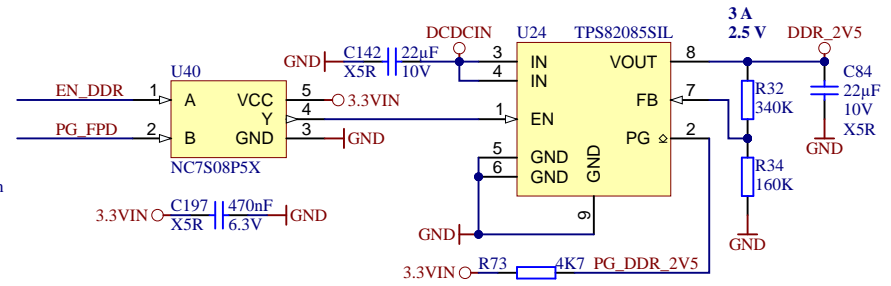 3 A
2.5 V
DCDCIN
U24
TPS82085SIL
DDR_2V5
GND
C142
22µF
X5R
10V
3
IN
4
IN
VOUT
8
U40
EN_DDR
1
A
VCC
5
3.3VIN
Y
4
1
EN
FB
7
R32
340K
C84
22µF
10V
X5R
GND
PG_FPD
2
B
GND
3
GND
PG
2
NC7S08P5X
5
GND
6
GND
GND
9
R34
160K
3.3VIN
C197
470nF
GND
X5R
6.3V
GND
GND
3.3VIN
R73
4K7
PG_DDR_2V5